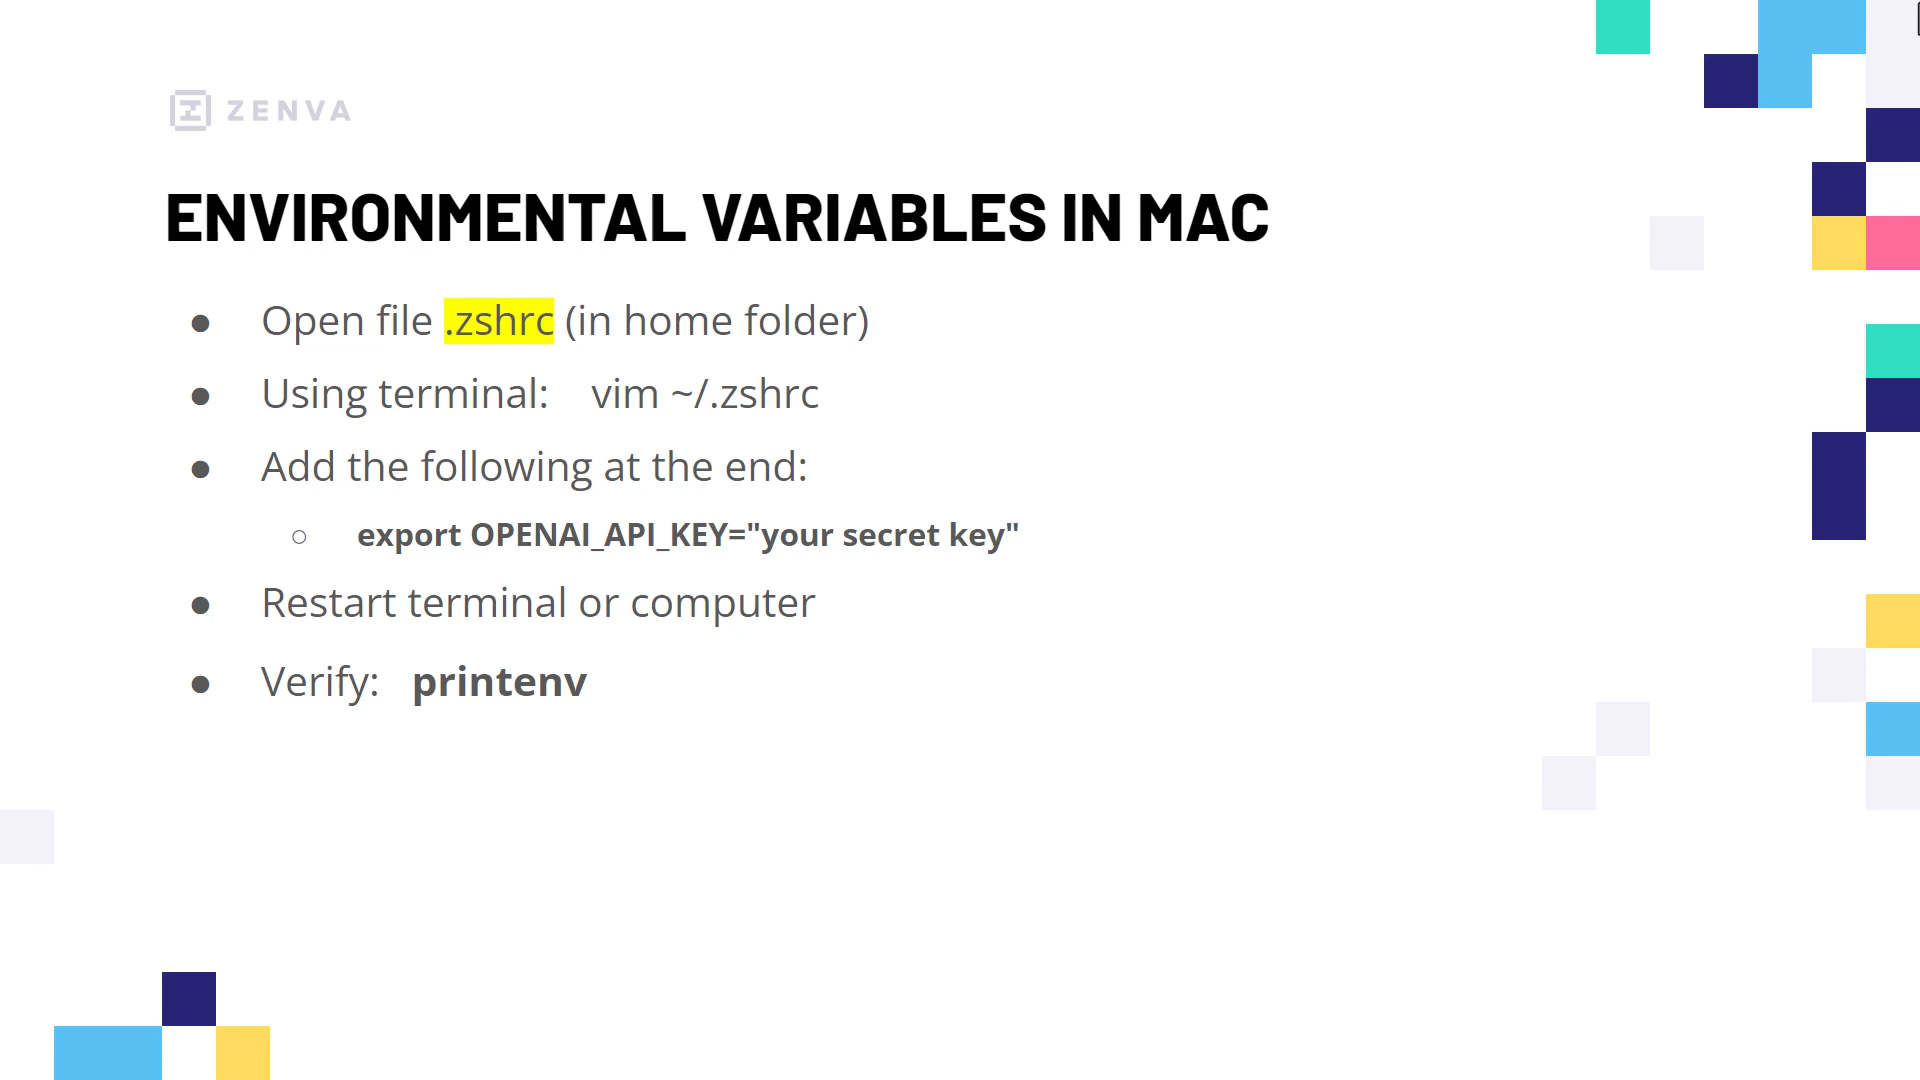 ZENVA
ENVIRONMENTAL VARIABLES IN MAC
● Open file .zshrc (in home folder)
● Using terminal: vim ~/.zshrc
● Add the following at the end:
○ export OPENAI_API_KEY="your secret key"
● Restart terminal or computer
● Verify: printenv